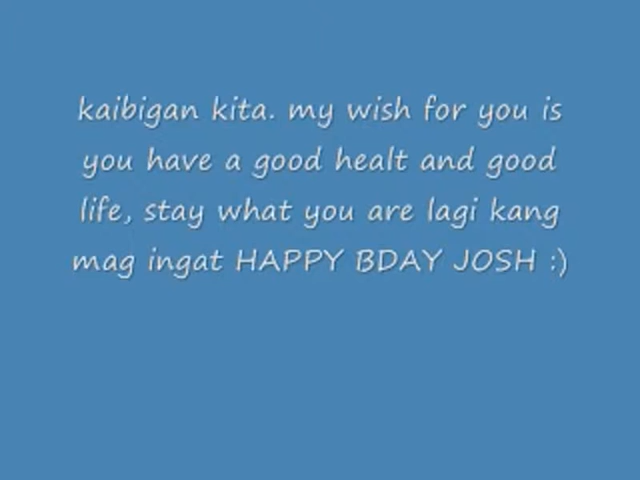 kaibigan kita. my wish for you is
you have a good healt and good
life, stay what you are lagi kang
mag ingat HAPPY BDAY JOSH :)